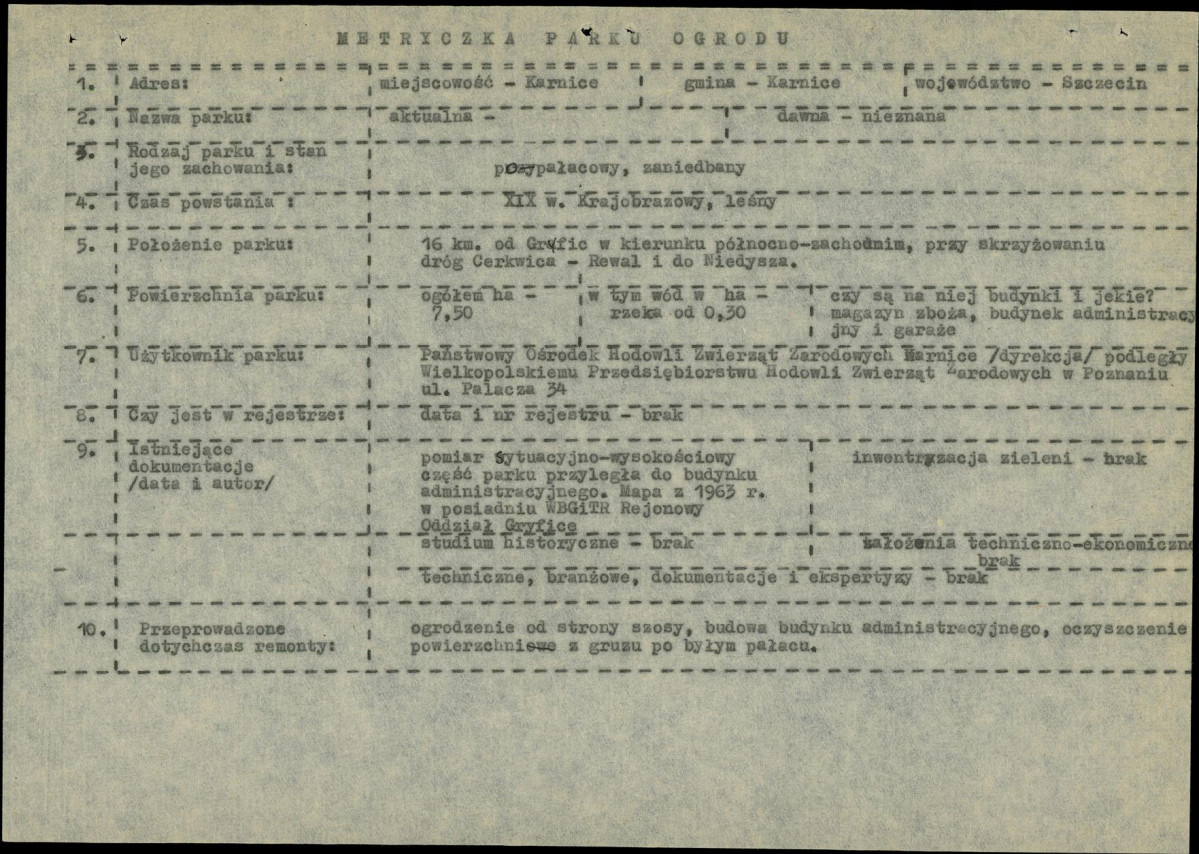 METRYCZKA PARKU OGRODU
1. Adres: miejscowość - Karnice gmina - Karnice województwo - Szczecin
2. Nazwa parku: aktualna - dawna - nieznana
3. Rodzaj parku i stan
jego zachowania: przypałacowy, zaniedbany
4. Czas powstania : XIX w. Krajobrazowy, leśny
5. Położenie parku: 16 km. od Gryfic w kierunku północno-zachodnim, przy skrzyżowaniu
dróg Cerkwica - Rewal i do Niedysza.
6. Powierzchnia parku: ogółem ha - w tym wód w ha - czy są na niej budynki i jekie?
7,50 rzeka od 0,30 magazyn zboża, budynek administracy
jny i garaże
7. Użytkownik parku: Państwowy Ośrodek Hodowli Zwierząt Zarodowych Karnice /dyrekcja/ podległy
Wielkopolskiemu Przedsiębiorstwu Hodowli Zwierząt Zarodowych w Poznaniu
ul. Palacza 34
8. Czy jest w rejestrze: data i nr rejestru - brak
9. Istniejące
dokumentacje
/data i autor/
pomiar sytuacyjno-wysokościowy
część parku przyległa do budynku
administracyjnego. Mapa z 1963 r.
w posiadniu WBGiTR Rejonowy
Oddział Gryfice
inwentryzacja zieleni - brak
studium historyczne - brak założenia techniczno-ekonomiczne
brak
techniczne, branżowe, dokumentacje i ekspertyzy - brak
10. Przeprowadzone ogrodzenie od strony szosy, budowa budynku administracyjnego, oczyszczenie
dotychczas remonty: powierzchni z gruzu po byłym pałacu.